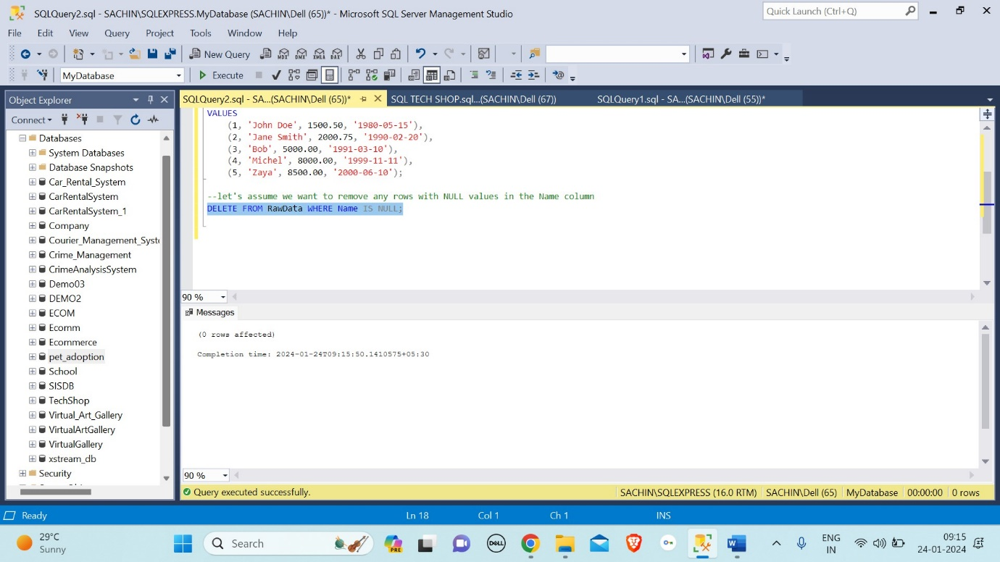 SQLQuery2.sql - SACHIN\SQLEXPRESS.MyDatabase (SACHIN\Dell (65))* - Microsoft SQL Server Management Studio
Quick Launch (Ctrl+Q)
File Edit View Query Project Tools Window Help
New Query
MDX DMX XMLA DAX
MyDatabase
Execute
Object Explorer
Connect
Databases
System Databases
Database Snapshots
Car_Rental_System
CarRentalSystem
CarRentalSystem_1
Company
Courier_Management_Syst
Crime_Management
CrimeAnalysisSystem
Demo03
DEMO2
ECOM
Ecomm
Ecommerce
pet_adoption
School
SISDB
TechShop
Virtual_Art_Gallery
VirtualArtGallery
VirtualGallery
xstream_db
Security
SQLQuery2.sql - SA...(SACHIN\Dell (65))*
SQL TECH SHOP.sql...(SACHIN\Dell (67))
SQLQuery1.sql - SA...(SACHIN\Dell (55))*
VALUES
(1, 'John Doe', 1500.50, '1980-05-15'),
(2, 'Jane Smith', 2000.75, '1990-02-20'),
(3, 'Bob', 5000.00, '1991-03-10'),
(4, 'Michel', 8000.00, '1999-11-11'),
(5, 'Zaya', 8500.00, '2000-06-10');
--let's assume we want to remove any rows with NULL values in the Name column
DELETE FROM RawData WHERE Name IS NULL;
90 %
Messages
(0 rows affected)
Completion time: 2024-01-24T09:15:50.1410575+05:30
90 %
Query executed successfully.
SACHIN\SQLEXPRESS (16.0 RTM) SACHIN\Dell (65) MyDatabase 00:00:00 0 rows
Ready
Ln 18 Col 1 Ch 1 INS
29°C
Sunny
Search
PRE
DELL
ENG
IN
09:15
24-01-2024